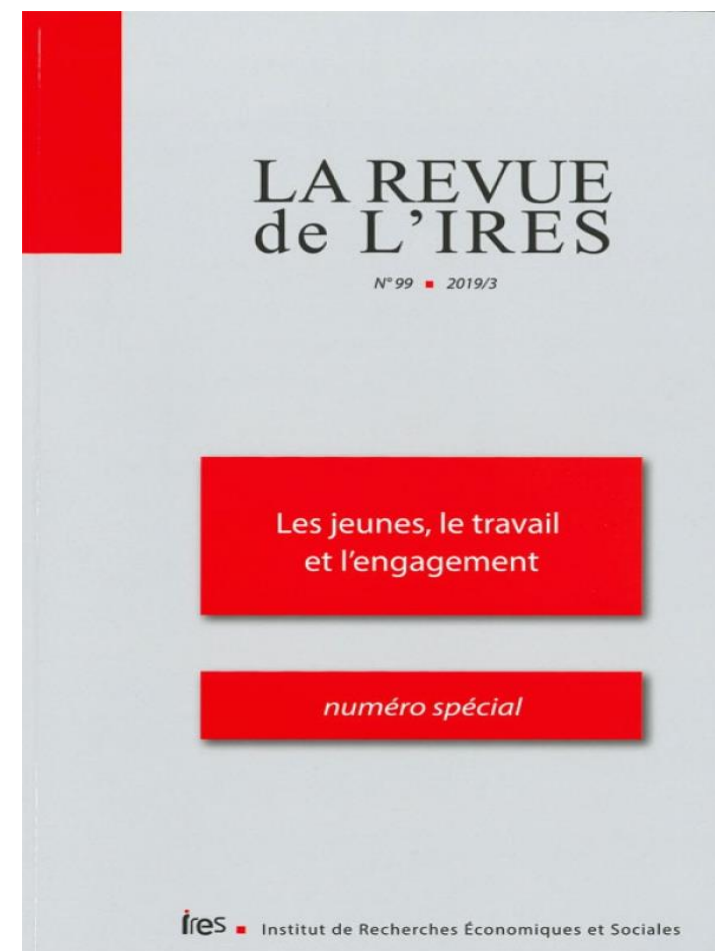 LA REVUE
de L'IRES
N° 99 ■ 2019/3
Les jeunes, le travail
et l'engagement
numéro spécial
ires ■ Institut de Recherches Économiques et Sociales